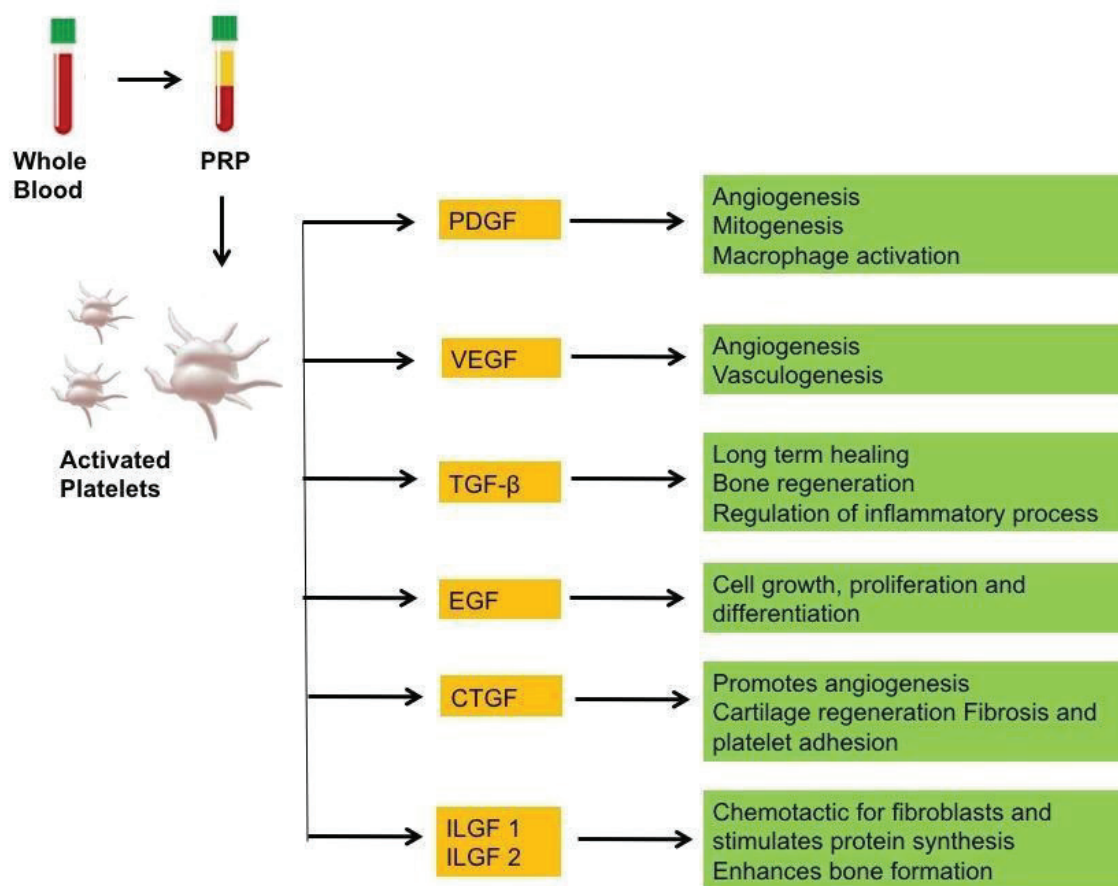 Whole
Blood
PRP
Activated
Platelets
PDGF
Angiogenesis
Mitogenesis
Macrophage activation
VEGF
Angiogenesis
Vasculogenesis
TGF-β
Long term healing
Bone regeneration
Regulation of inflammatory process
EGF
Cell growth, proliferation and
differentiation
CTGF
Promotes angiogenesis
Cartilage regeneration Fibrosis and
platelet adhesion
ILGF 1
ILGF 2
Chemotactic for fibroblasts and
stimulates protein synthesis
Enhances bone formation